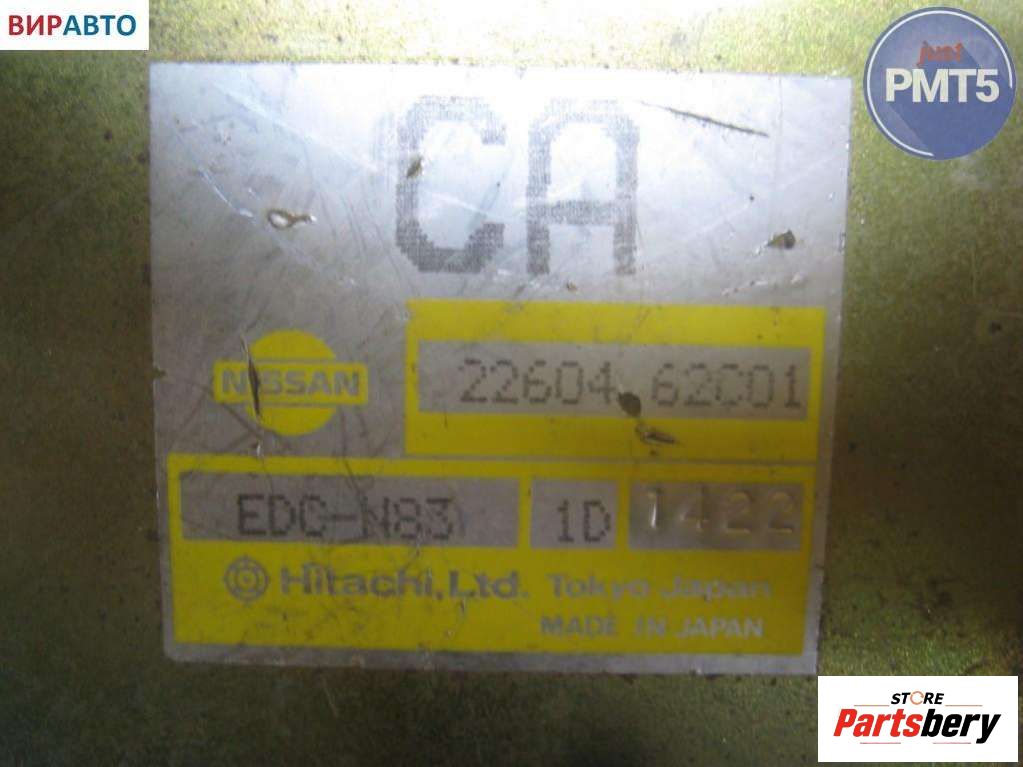 ВИРАВТО
just
PMT5
CA
NISSAN
22604 62C01
EDC-N83 1D 1422
Hitachi, Ltd. Tokyo Japan
MADE IN JAPAN
STORE
Partsbery